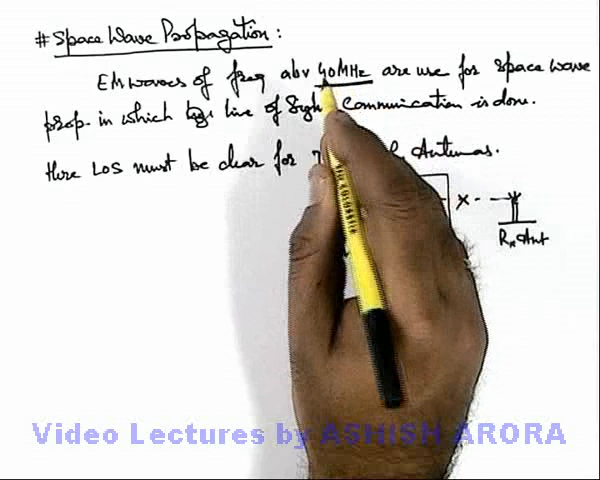 # Space Wave Propagation :
EM waves of freq abv 40MHz are use for space wave
prop. in which line of Sight Communication is done.
Here LOS must be clear for Antennas.
Rx Ant
Video Lectures by ASHISH ARORA